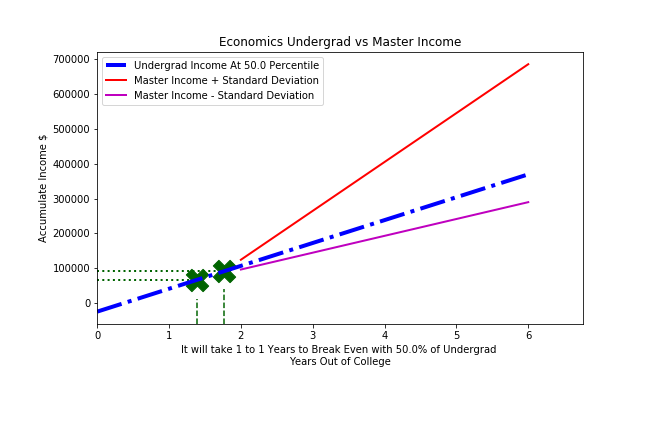 Economics Undergrad vs Master Income
Undergrad Income At 50.0 Percentile
Master Income + Standard Deviation
Master Income - Standard Deviation
700000
600000
500000
400000
300000
200000
100000
0
Accumulate Income $
0 1 2 3 4 5 6
It will take 1 to 1 Years to Break Even with 50.0% of Undergrad
Years Out of College